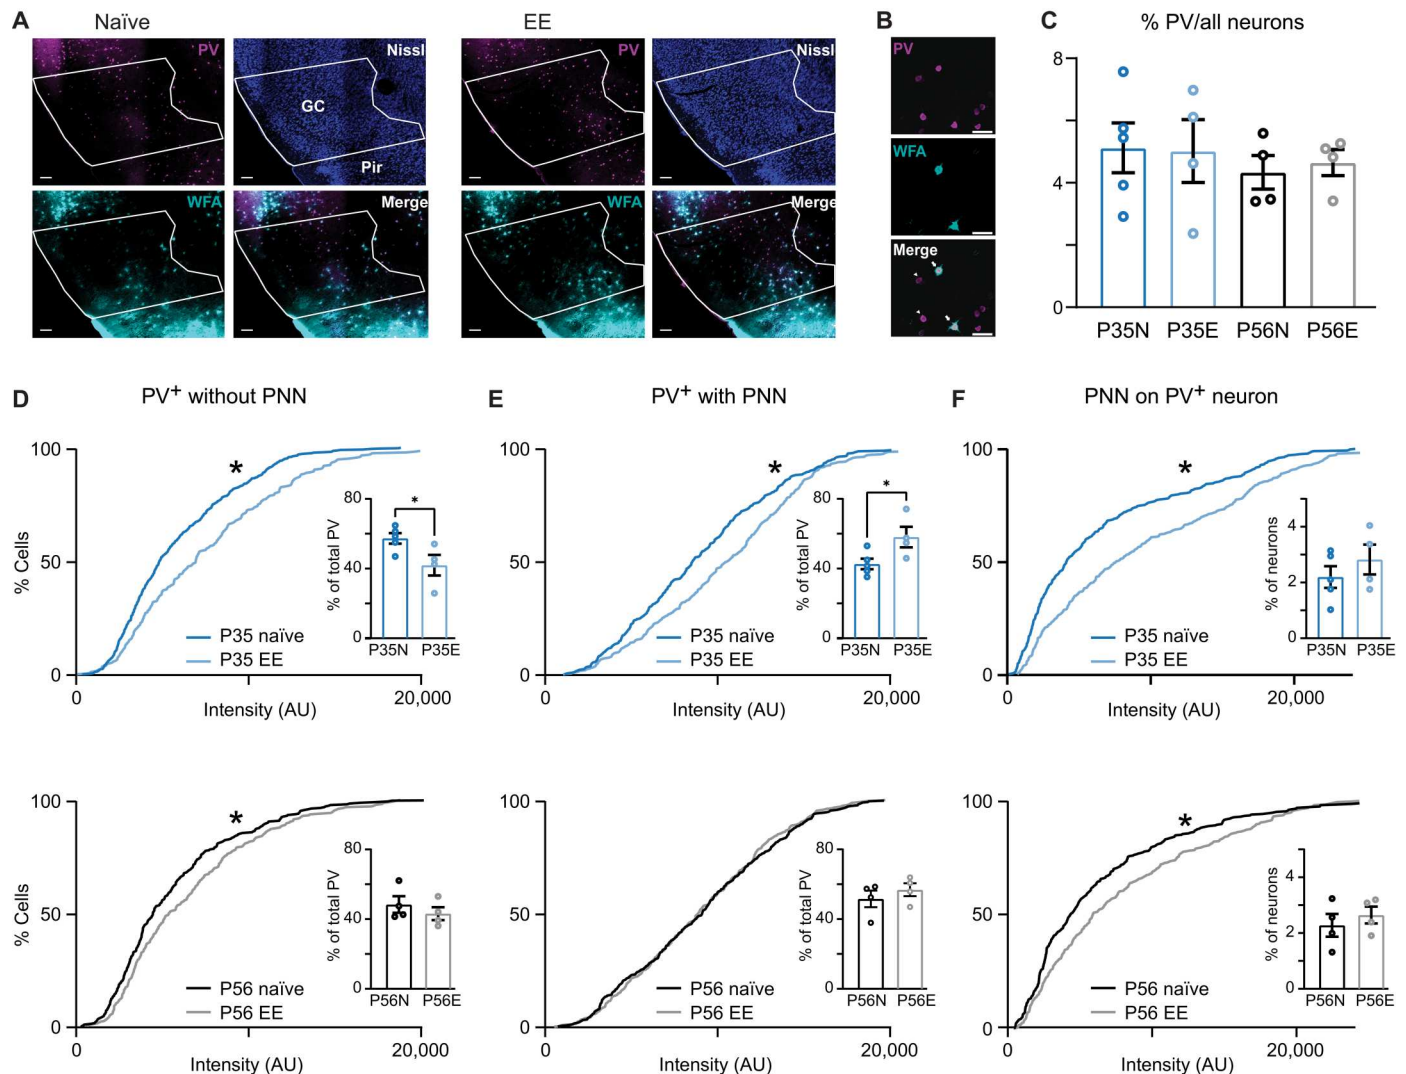 A Naïve EE B C % PV/all neurons
PV Nissl PV Nissl PV
GC
Pir
WFA Merge WFA Merge
WFA
Merge
8
4
0
P35N P35E P56N P56E
D PV+ without PNN
100
50
0
% Cells
*
80
40
0
% of total PV
*
P35N P35E
P35 naïve
P35 EE
0 20,000
Intensity (AU)
E PV+ with PNN
100
50
0
*
80
40
0
% of total PV
*
P35N P35E
P35 naïve
P35 EE
0 20,000
Intensity (AU)
F PNN on PV+ neuron
100
50
0
*
4
2
0
% of neurons
P35N P35E
P35 naïve
P35 EE
0 20,000
Intensity (AU)
100
50
0
% Cells
*
80
40
0
% of total PV
P56N P56E
P56 naïve
P56 EE
0 20,000
Intensity (AU)
100
50
0
80
40
0
% of total PV
P56N P56E
P56 naïve
P56 EE
0 20,000
Intensity (AU)
100
50
0
*
4
2
0
% of neurons
P56N P56E
P56 naïve
P56 EE
0 20,000
Intensity (AU)